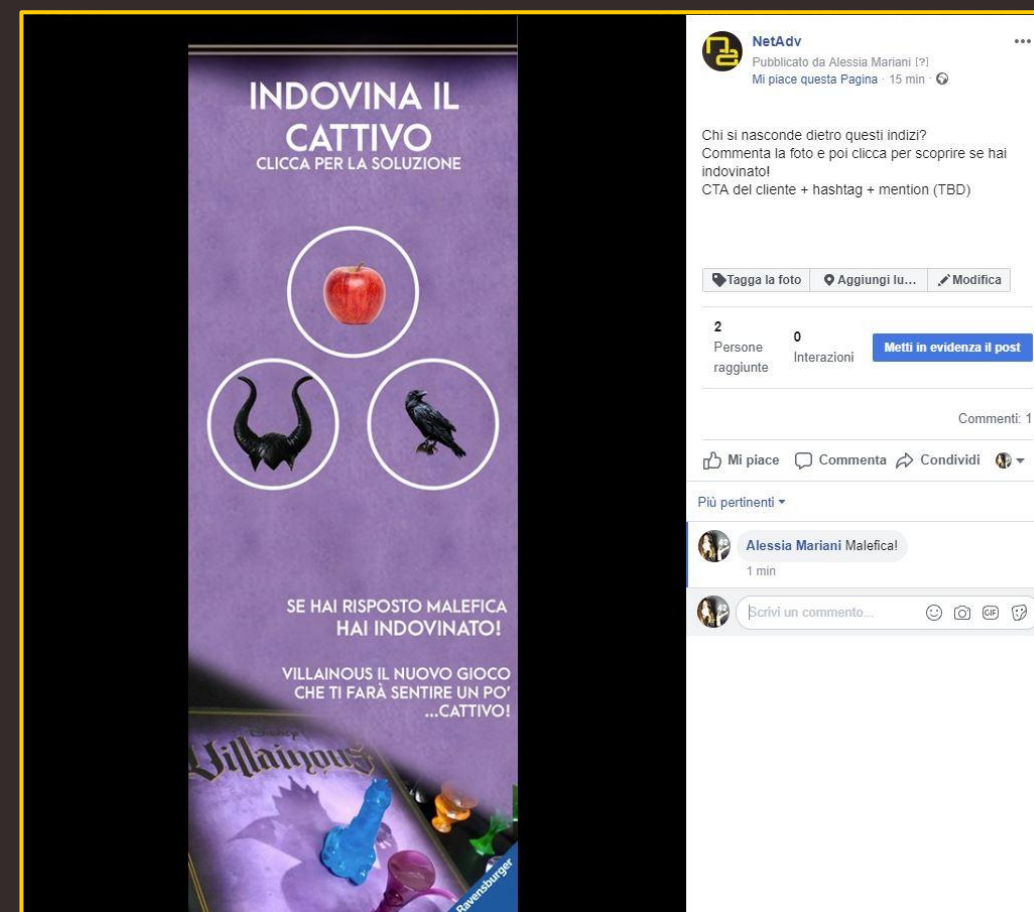 INDOVINA IL
CATTIVO
CLICCA PER LA SOLUZIONE
SE HAI RISPOSTO MALEFICA
HAI INDOVINATO!
VILLAINOUS IL NUOVO GIOCO
CHE TI FARÀ SENTIRE UN PO'
...CATTIVO!
Disney
Villainous
Ravensburger
NetAdv
Pubblicato da Alessia Mariani [?]
Mi piace questa Pagina · 15 min ·
Chi si nasconde dietro questi indizi?
Commenta la foto e poi clicca per scoprire se hai
indovinato!
CTA del cliente + hashtag + mention (TBD)
Tagga la foto Aggiungi lu... Modifica
2
Persone
raggiunte
0
Interazioni
Metti in evidenza il post
Commenti: 1
Mi piace Commenta Condividi
Più pertinenti
Alessia Mariani Malefica!
1 min
Scrivi un commento...
GIF